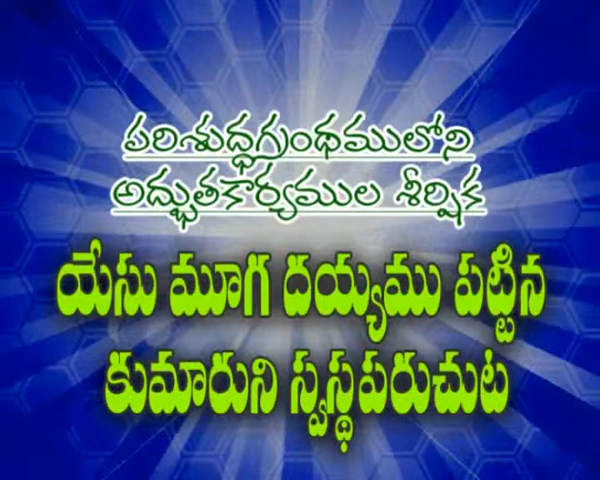 పరిశుద్ధగ్రంథములోని
అద్భుతకార్యముల శీర్షిక
యేసు మూగ దయ్యము పట్టిన
కుమారుని స్వస్థపరుచుట